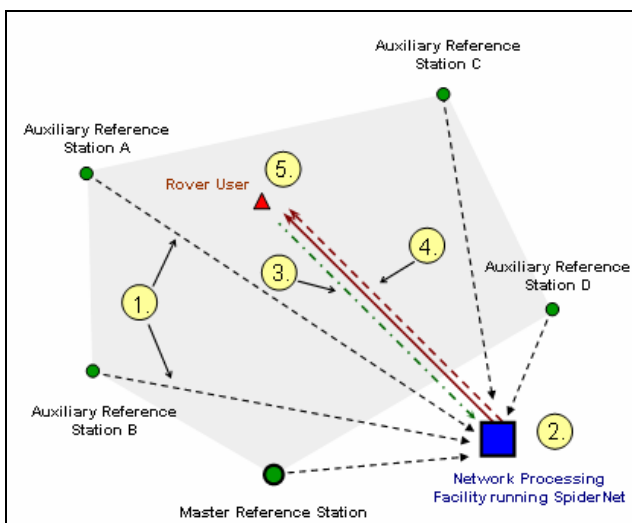 Auxiliary Reference
Station C
Auxiliary Reference
Station A
5.
Rover User
4.
3.
Auxiliary Reference
Station D
1.
Auxiliary Reference
Station B
2.
Network Processing
Facility running SpiderNet
Master Reference Station